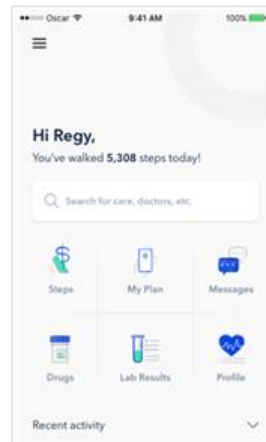 Oscar 9:41 AM 100%
Hi Regy,
You've walked 5,308 steps today!
Search for care, doctors, etc.
Steps My Plan Messages
Drugs Lab Results Profile
Recent activity